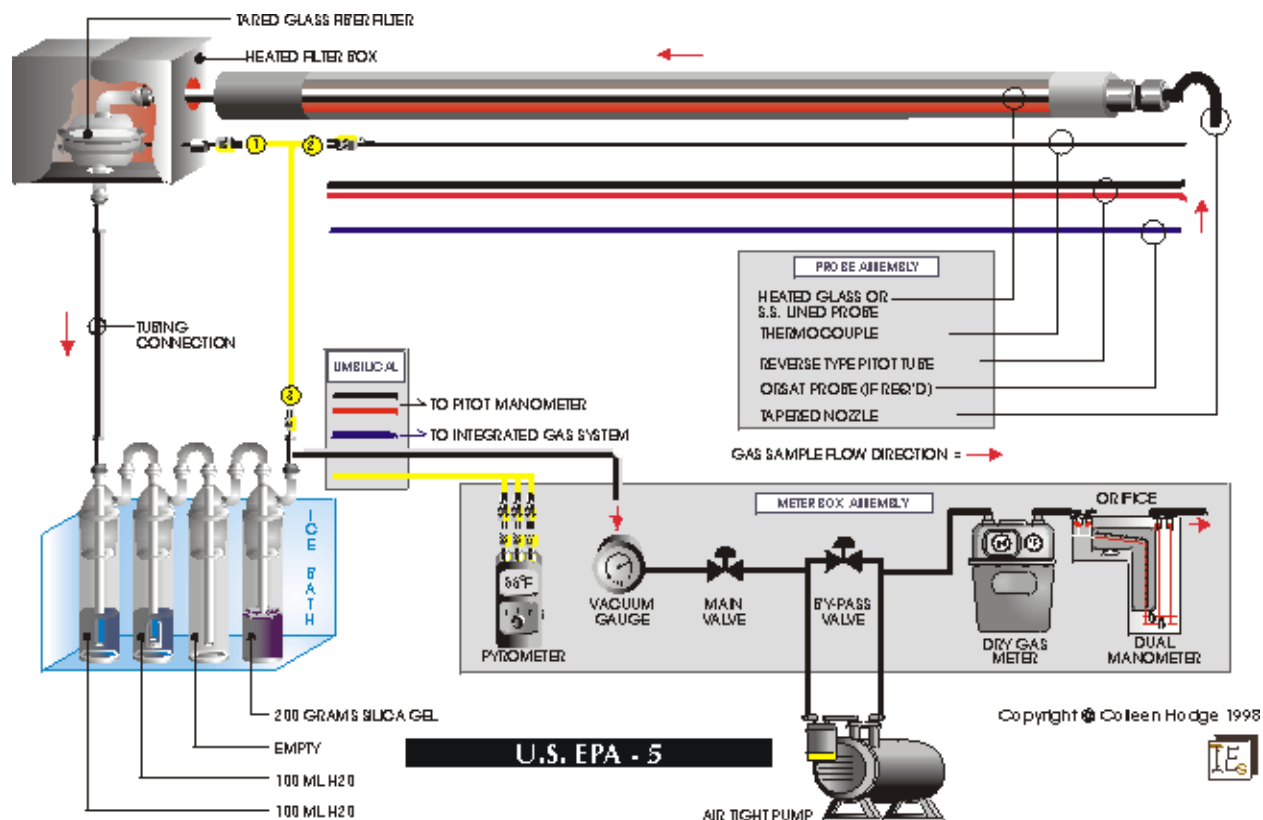 TARED GLASS FIBER FILTER
HEATED FILTER BOX
1
2
PROBE ASSEMBLY
HEATED GLASS OR
S.S. LINED PROBE
THERMOCOUPLE
REVERSE TYPE PITOT TUBE
ORSAT PROBE (IF REQ'D)
TAPERED NOZZLE
TUBING
CONNECTION
UMBILICAL
3
TO PITOT MANOMETER
TO INTEGRATED GAS SYSTEM
GAS SAMPLE FLOW DIRECTION =
METER BOX ASSEMBLY
ORIFICE
ICE BATH
VACUUM
GAUGE
MAIN
VALVE
BY-PASS
VALVE
DRY GAS
METER
DUAL
MANOMETER
PYROMETER
200 GRAMS SILICA GEL
EMPTY
100 ML H20
100 ML H20
U.S. EPA - 5
AIR TIGHT PUMP
Copyright @ Colleen Hodge 1998
IES